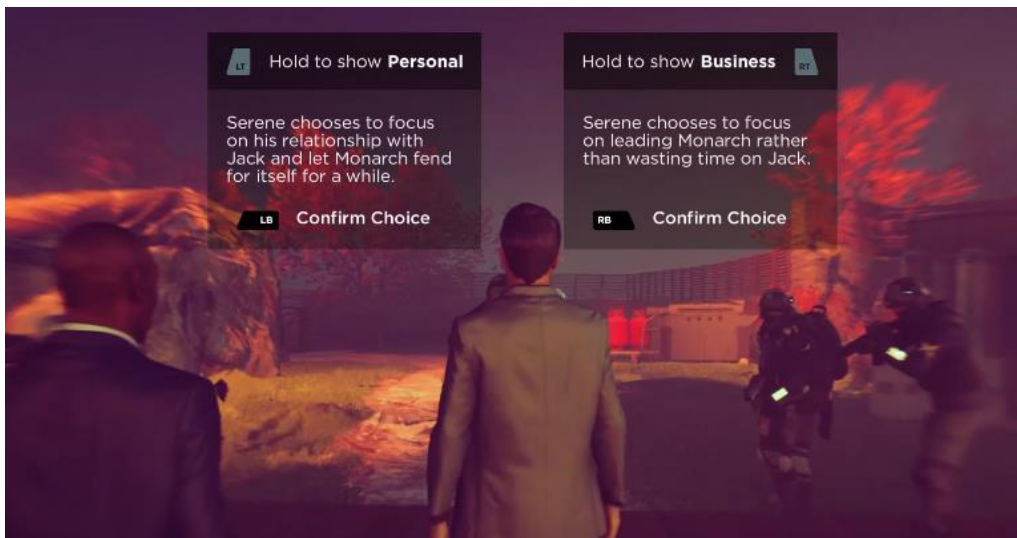 LT Hold to show Personal
Serene chooses to focus
on his relationship with
Jack and let Monarch fend
for itself for a while.
LB Confirm Choice
Hold to show Business RT
Serene chooses to focus
on leading Monarch rather
than wasting time on Jack.
RB Confirm Choice